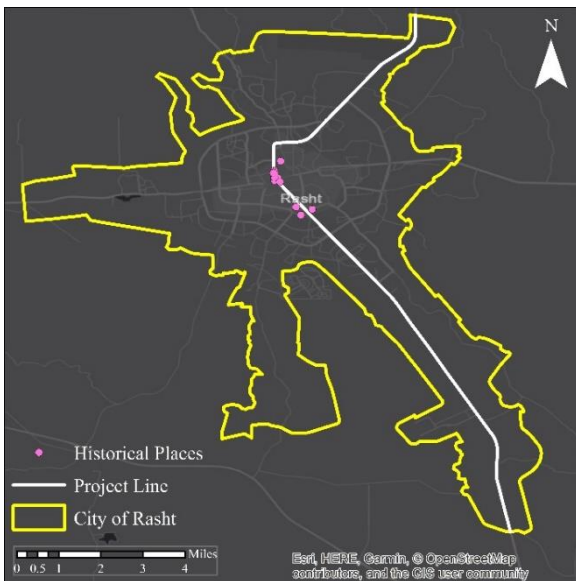 N
Rasht
Historical Places
Project Line
City of Rasht
Miles
0 0.5 1 2 3 4
Esri, HERE, Garmin, © OpenStreetMap
contributors, and the GIS user community